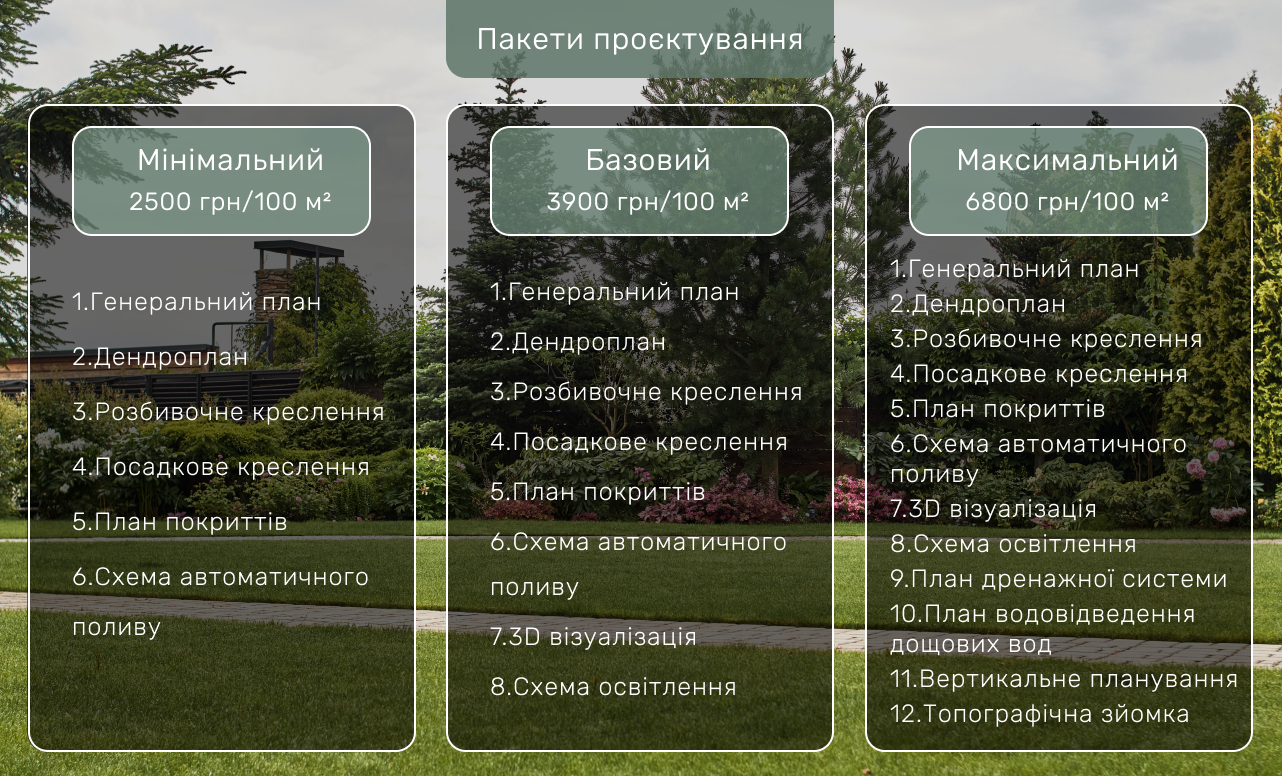 Пакети проєктування
Мінімальний
2500 грн/100 м²
1.Генеральний план
2.Дендроплан
3.Розбивочне креслення
4.Посадкове креслення
5.План покриттів
6.Схема автоматичного
поливу
Базовий
3900 грн/100 м²
1.Генеральний план
2.Дендроплан
3.Розбивочне креслення
4.Посадкове креслення
5.План покриттів
6.Схема автоматичного
поливу
7.3D візуалізація
8.Схема освітлення
Максимальний
6800 грн/100 м²
1.Генеральний план
2.Дендроплан
3.Розбивочне креслення
4.Посадкове креслення
5.План покриттів
6.Схема автоматичного
поливу
7.3D візуалізація
8.Схема освітлення
9.План дренажної системи
10.План водовідведення
дощових вод
11.Вертикальне планування
12.Топографічна зйомка